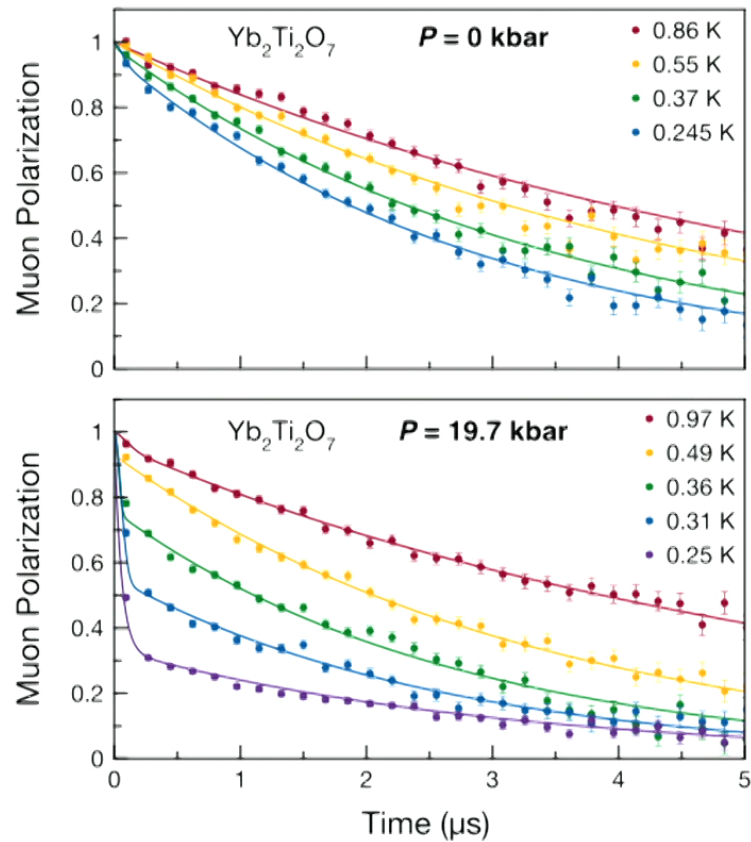 Yb₂Ti₂O₇ P = 0 kbar
0.86 K
0.55 K
0.37 K
0.245 K
Muon Polarization
1
0.8
0.6
0.4
0.2
0
Yb₂Ti₂O₇ P = 19.7 kbar
0.97 K
0.49 K
0.36 K
0.31 K
0.25 K
Muon Polarization
1
0.8
0.6
0.4
0.2
0
0 1 2 3 4 5
Time (μs)